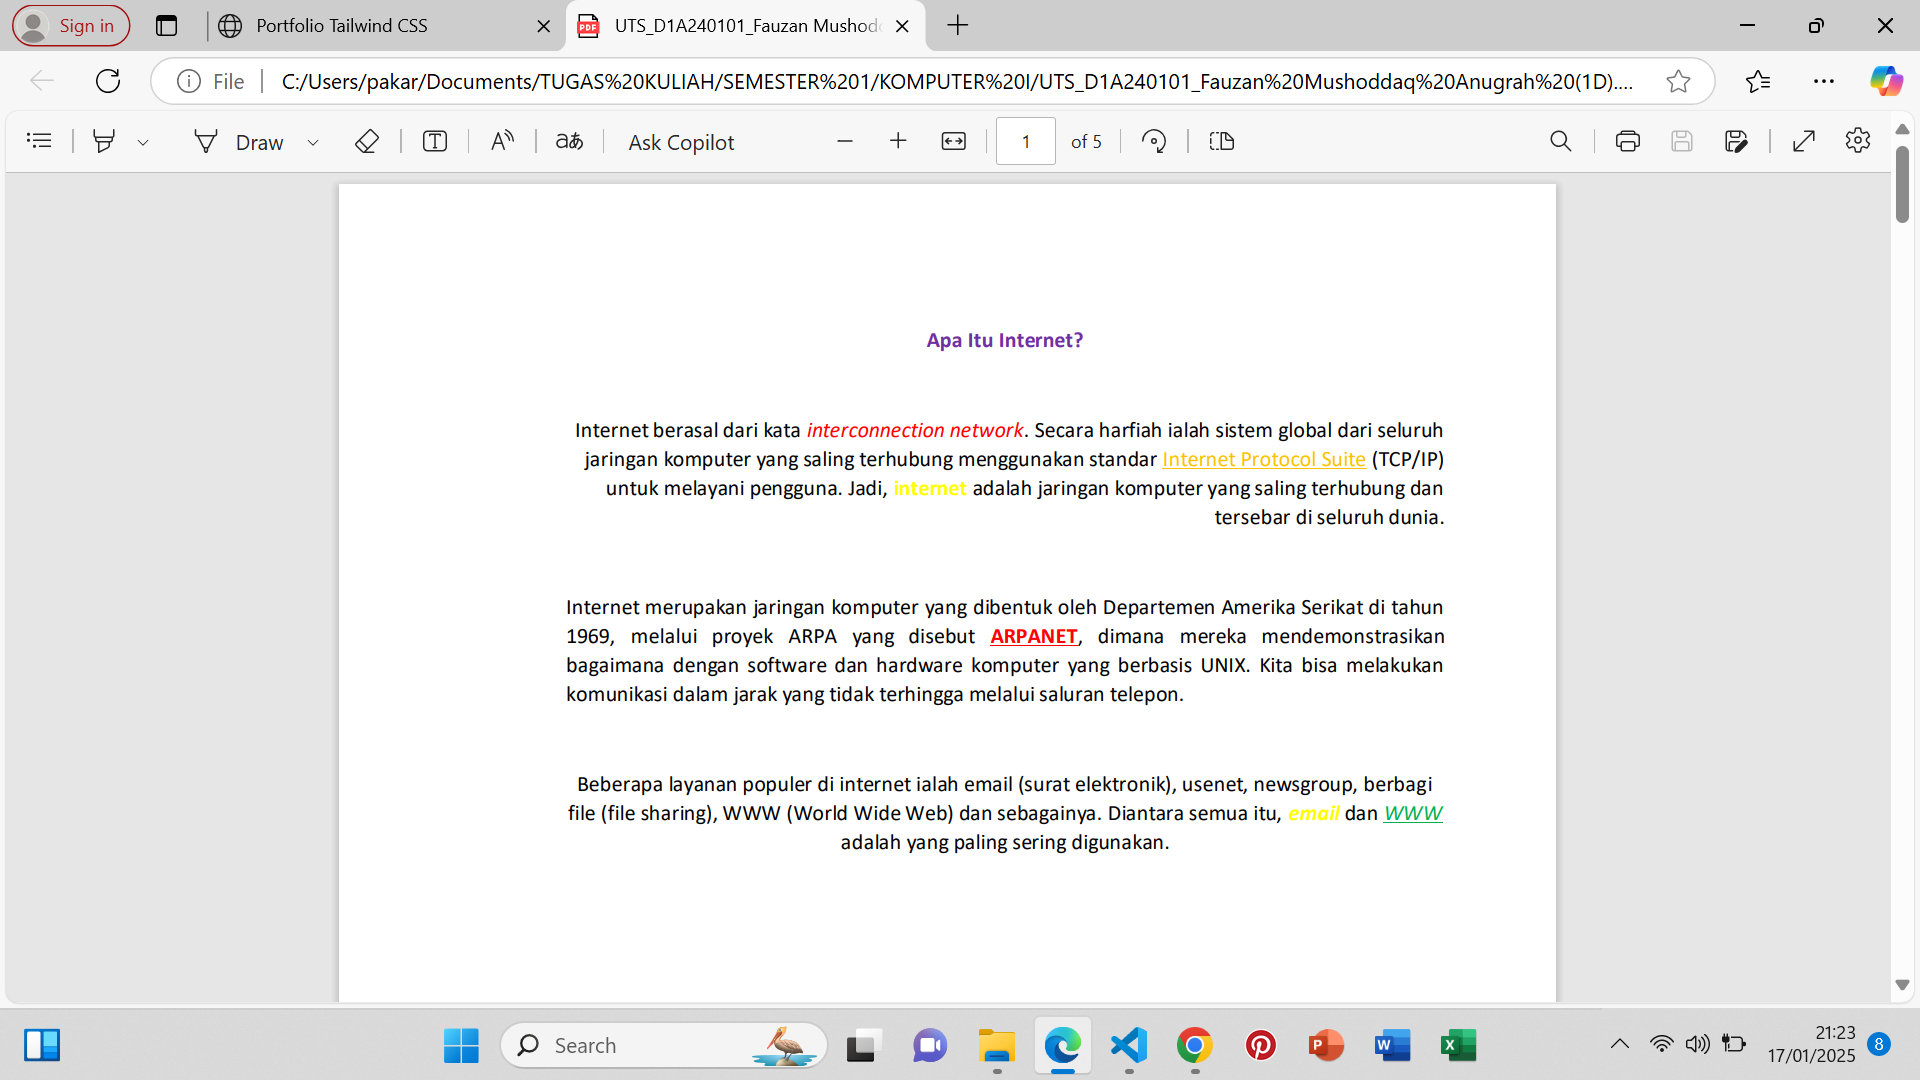 Sign in
Portfolio Tailwind CSS
UTS_D1A240101_Fauzan Mushod
File
C:/Users/pakar/Documents/TUGAS%20KULIAH/SEMESTER%201/KOMPUTER%20I/UTS_D1A240101_Fauzan%20Mushoddaq%20Anugrah%20(1D)....
Draw
Ask Copilot
1 of 5
Apa Itu Internet?
Internet berasal dari kata interconnection network. Secara harfiah ialah sistem global dari seluruh
jaringan komputer yang saling terhubung menggunakan standar Internet Protocol Suite (TCP/IP)
untuk melayani pengguna. Jadi, internet adalah jaringan komputer yang saling terhubung dan
tersebar di seluruh dunia.
Internet merupakan jaringan komputer yang dibentuk oleh Departemen Amerika Serikat di tahun
1969, melalui proyek ARPA yang disebut ARPANET, dimana mereka mendemonstrasikan
bagaimana dengan software dan hardware komputer yang berbasis UNIX. Kita bisa melakukan
komunikasi dalam jarak yang tidak terhingga melalui saluran telepon.
Beberapa layanan populer di internet ialah email (surat elektronik), usenet, newsgroup, berbagi
file (file sharing), WWW (World Wide Web) dan sebagainya. Diantara semua itu, email dan WWW
adalah yang paling sering digunakan.
Search
21:23
17/01/2025
8